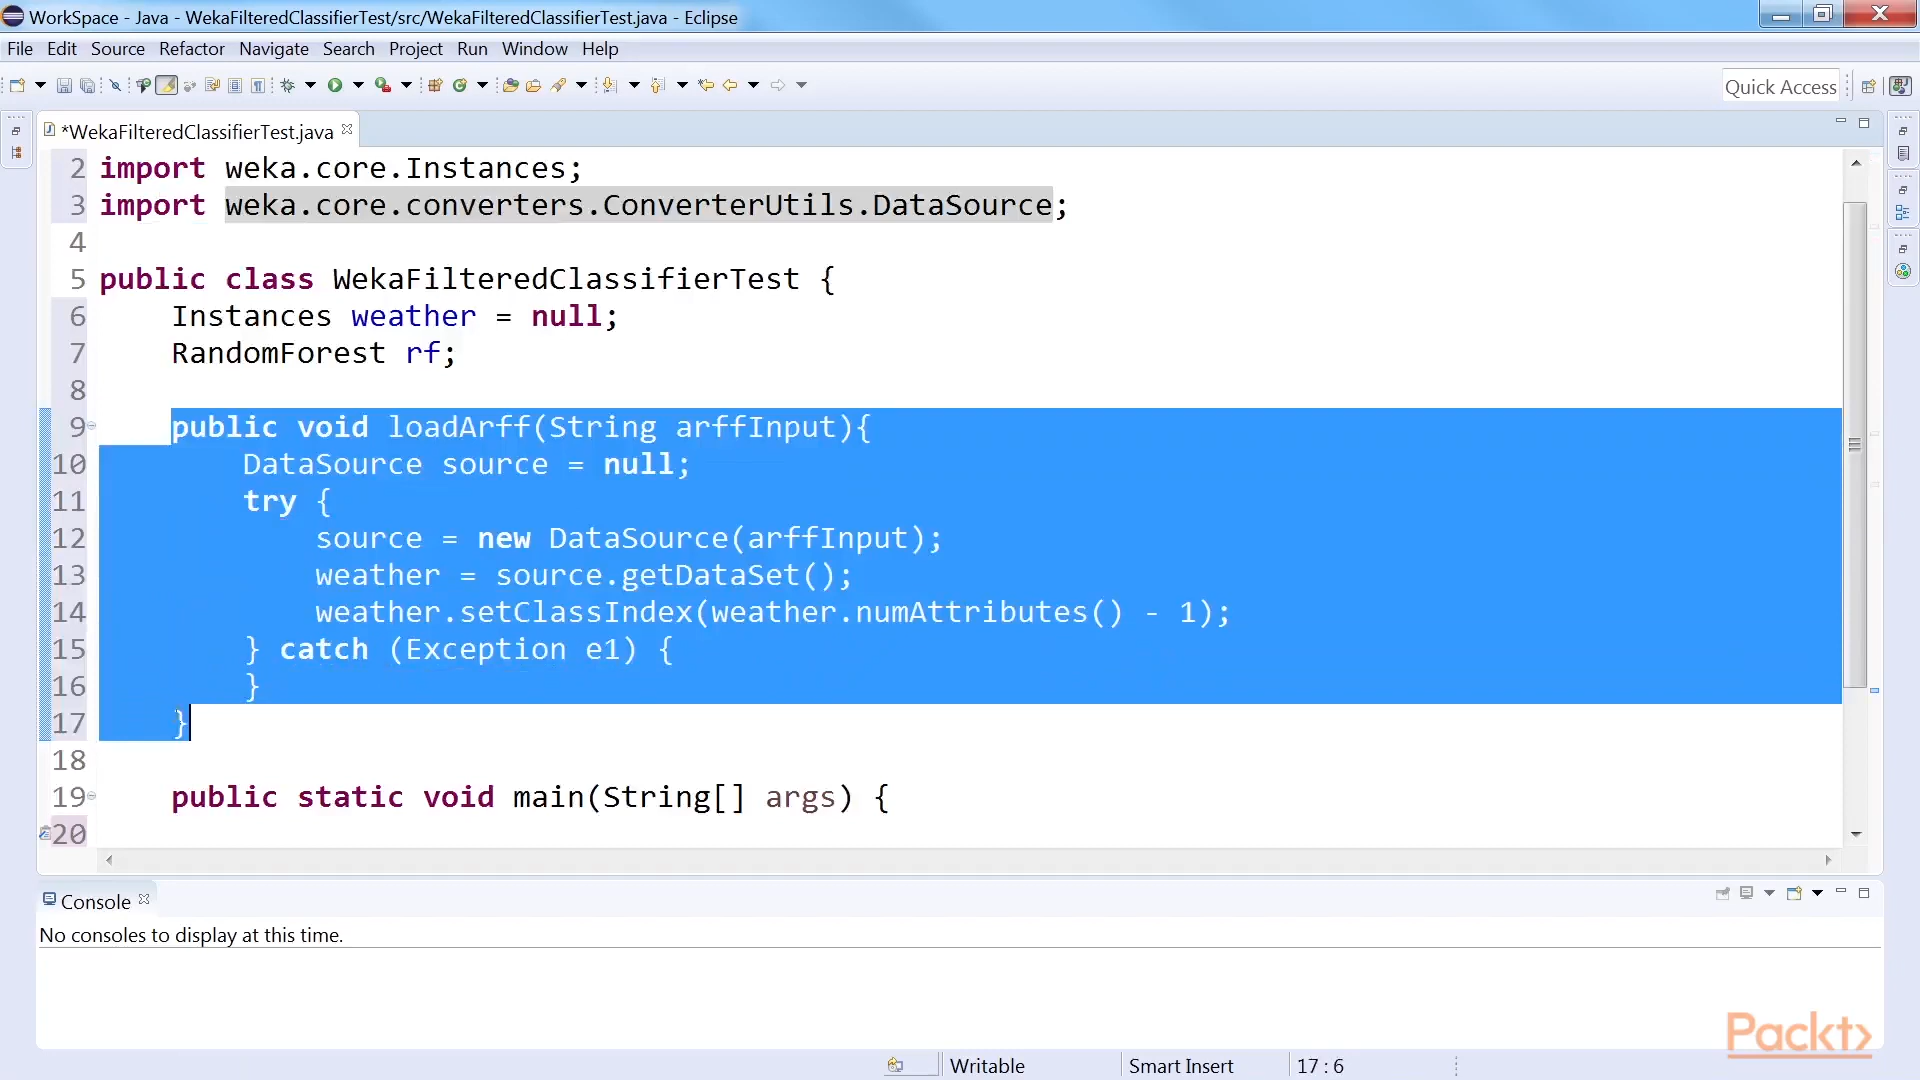 WorkSpace - Java - WekaFilteredClassifierTest/src/WekaFilteredClassifierTest.java - Eclipse
File Edit Source Refactor Navigate Search Project Run Window Help
Quick Access
*WekaFilteredClassifierTest.java
2 import weka.core.Instances;
3 import weka.core.converters.ConverterUtils.DataSource;
4
5 public class WekaFilteredClassifierTest {
6 Instances weather = null;
7 RandomForest rf;
8
9 public void loadArff(String arffInput){
10 DataSource source = null;
11 try {
12 source = new DataSource(arffInput);
13 weather = source.getDataSet();
14 weather.setClassIndex(weather.numAttributes() - 1);
15 } catch (Exception e1) {
16 }
17 }
18
19 public static void main(String[] args) {
20
Console
No consoles to display at this time.
Packt>
Writable Smart Insert 17 : 6